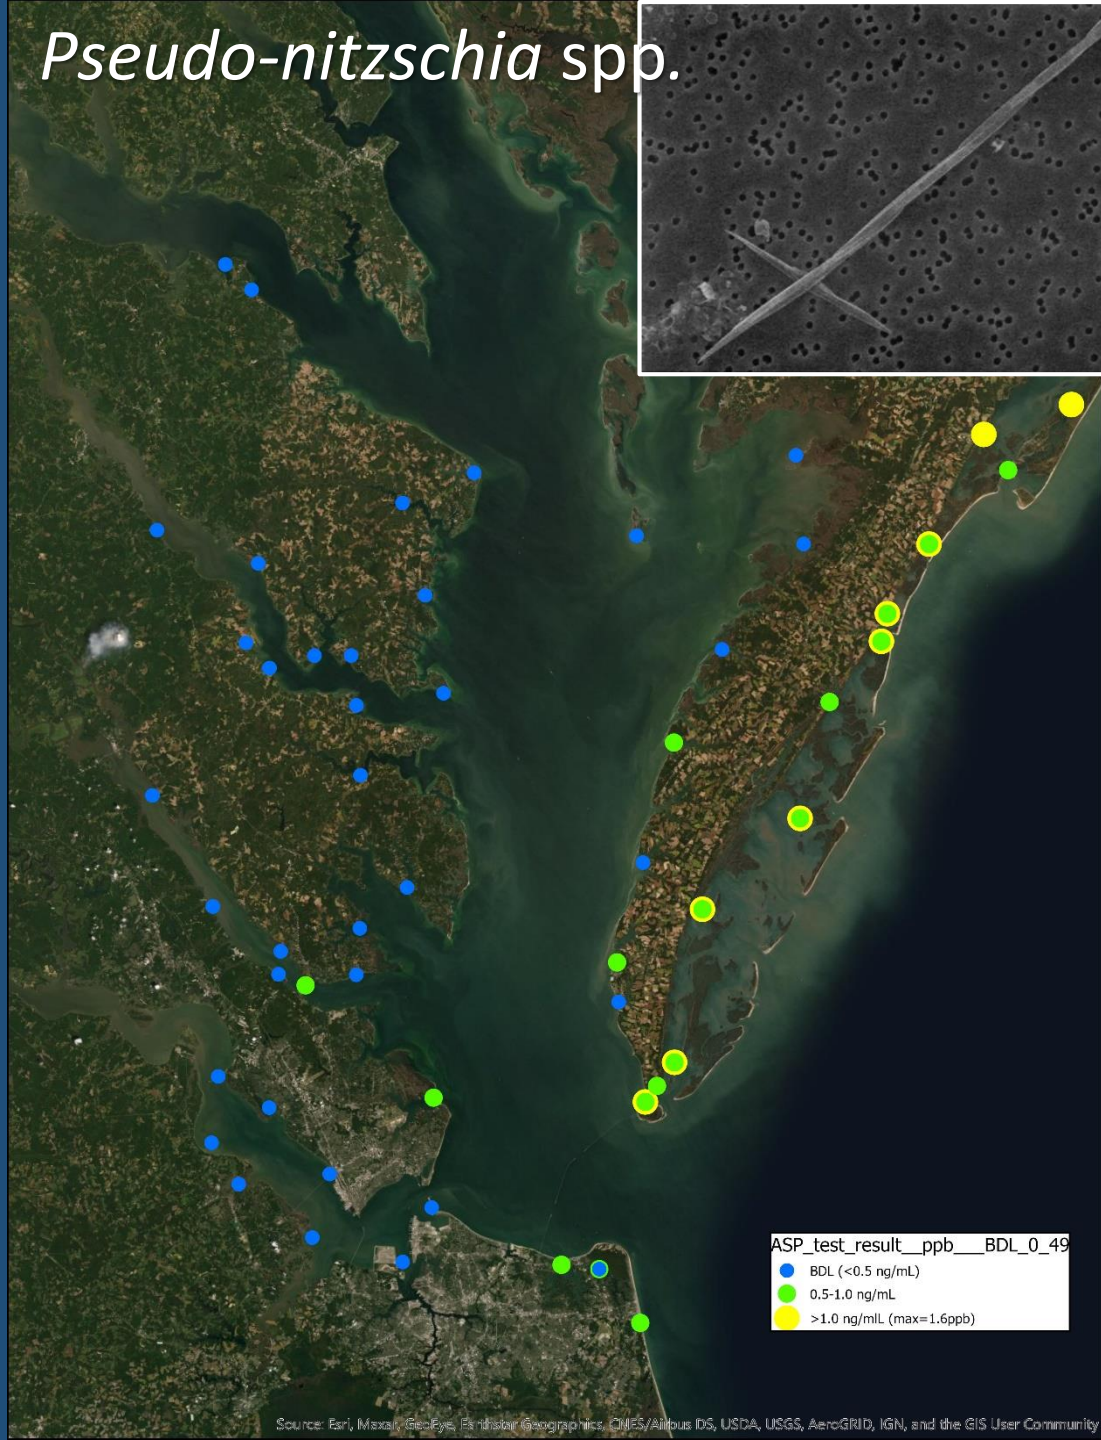 Pseudo-nitzschia spp.
ASP_test_result__ppb___BDL_0_49
BDL (<0.5 ng/mL)
0.5-1.0 ng/mL
>1.0 ng/mlL (max=1.6ppb)
Source: Esri, Maxar, GeoEye, Earthstar Geographics, CNES/Airbus DS, USDA, USGS, AeroGRID, IGN, and the GIS User Community